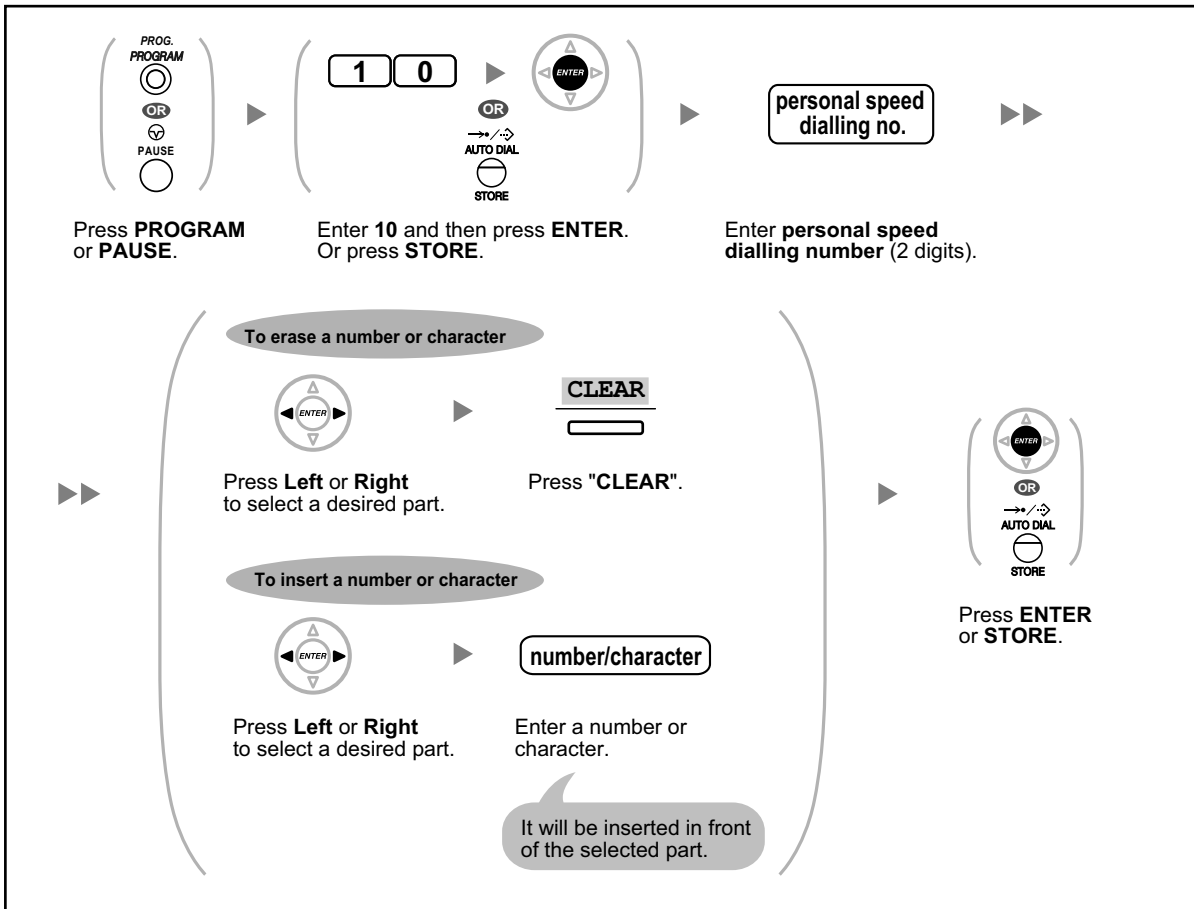 PROG.
PROGRAM
OR
PAUSE
Press PROGRAM
or PAUSE.
1 0
ENTER
OR
AUTO DIAL
STORE
Enter 10 and then press ENTER.
Or press STORE.
personal speed
dialling no.
Enter personal speed
dialling number (2 digits).
To erase a number or character
ENTER
Press Left or Right
to select a desired part.
CLEAR
Press "CLEAR".
To insert a number or character
ENTER
Press Left or Right
to select a desired part.
number/character
Enter a number or
character.
It will be inserted in front
of the selected part.
ENTER
OR
AUTO DIAL
STORE
Press ENTER
or STORE.